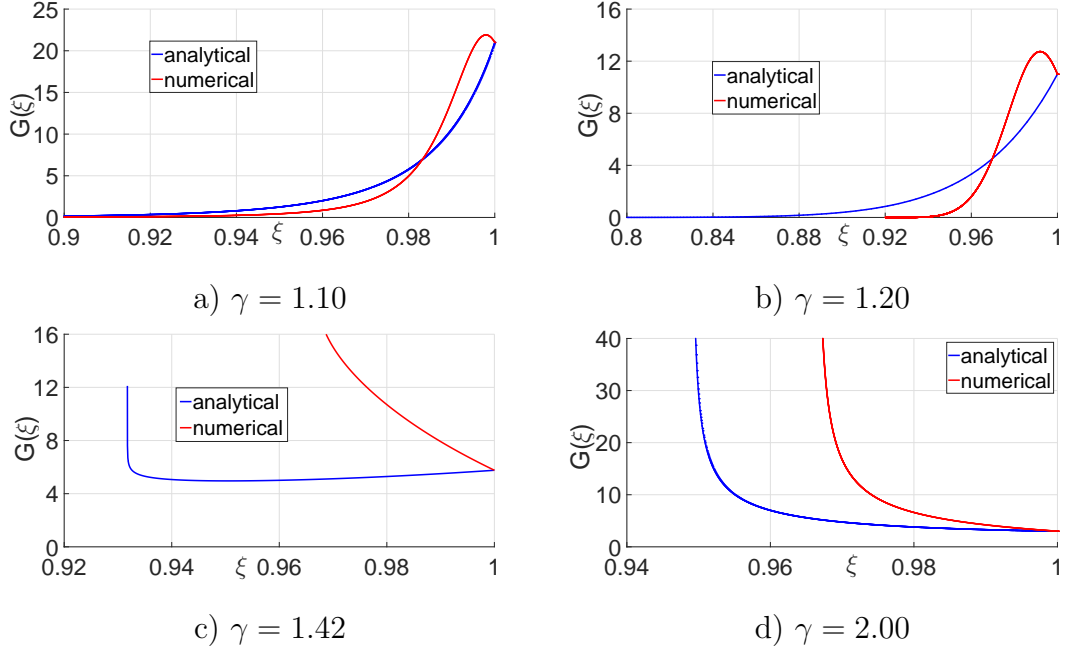 25
20
15
10
5
0
G(ξ)
analytical
numerical
0.9
0.92
0.94
0.96
0.98
1
ξ
a) γ = 1.10
16
12
8
4
0
G(ξ)
analytical
numerical
0.8
0.84
0.88
0.92
0.96
1
ξ
b) γ = 1.20
16
12
8
4
0
G(ξ)
analytical
numerical
0.92
0.94
0.96
0.98
1
ξ
c) γ = 1.42
40
30
20
10
0
G(ξ)
analytical
numerical
0.94
0.96
0.98
1
ξ
d) γ = 2.00